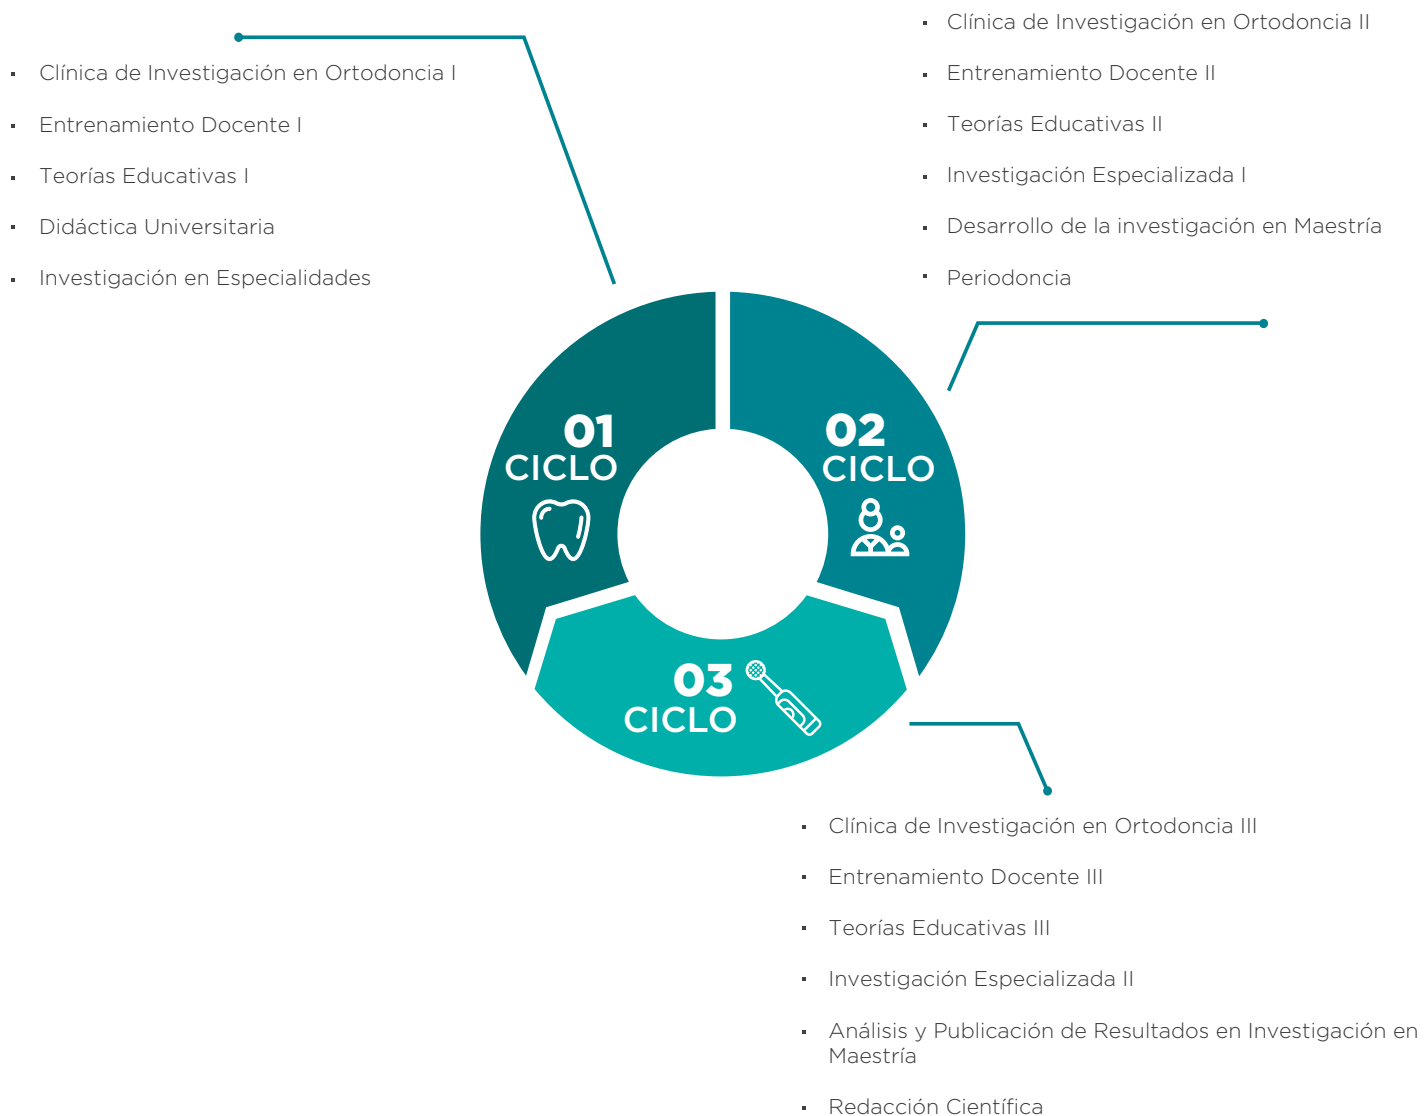 Clínica de Investigación en Ortodoncia I
Entrenamiento Docente I
Teorías Educativas I
Didáctica Universitaria
Investigación en Especialidades
Clínica de Investigación en Ortodoncia II
Entrenamiento Docente II
Teorías Educativas II
Investigación Especializada I
Desarrollo de la investigación en Maestría
Periodoncia
01
CICLO
02
CICLO
03
CICLO
Clínica de Investigación en Ortodoncia III
Entrenamiento Docente III
Teorías Educativas III
Investigación Especializada II
Análisis y Publicación de Resultados en Investigación en
Maestría
Redacción Científica